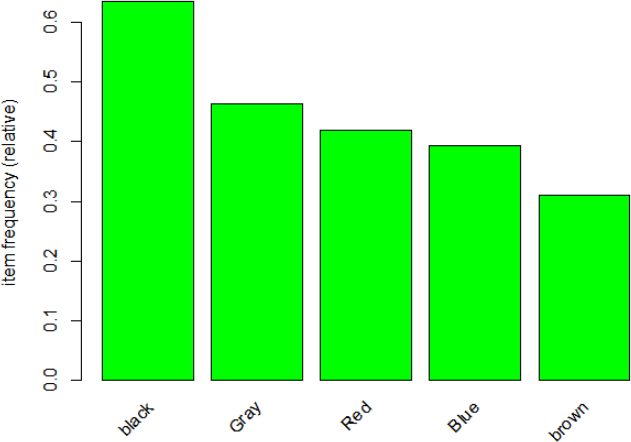 item frequency (relative)
0.6
0.5
0.4
0.3
0.2
0.1
0.0
black
Gray
Red
Blue
brown